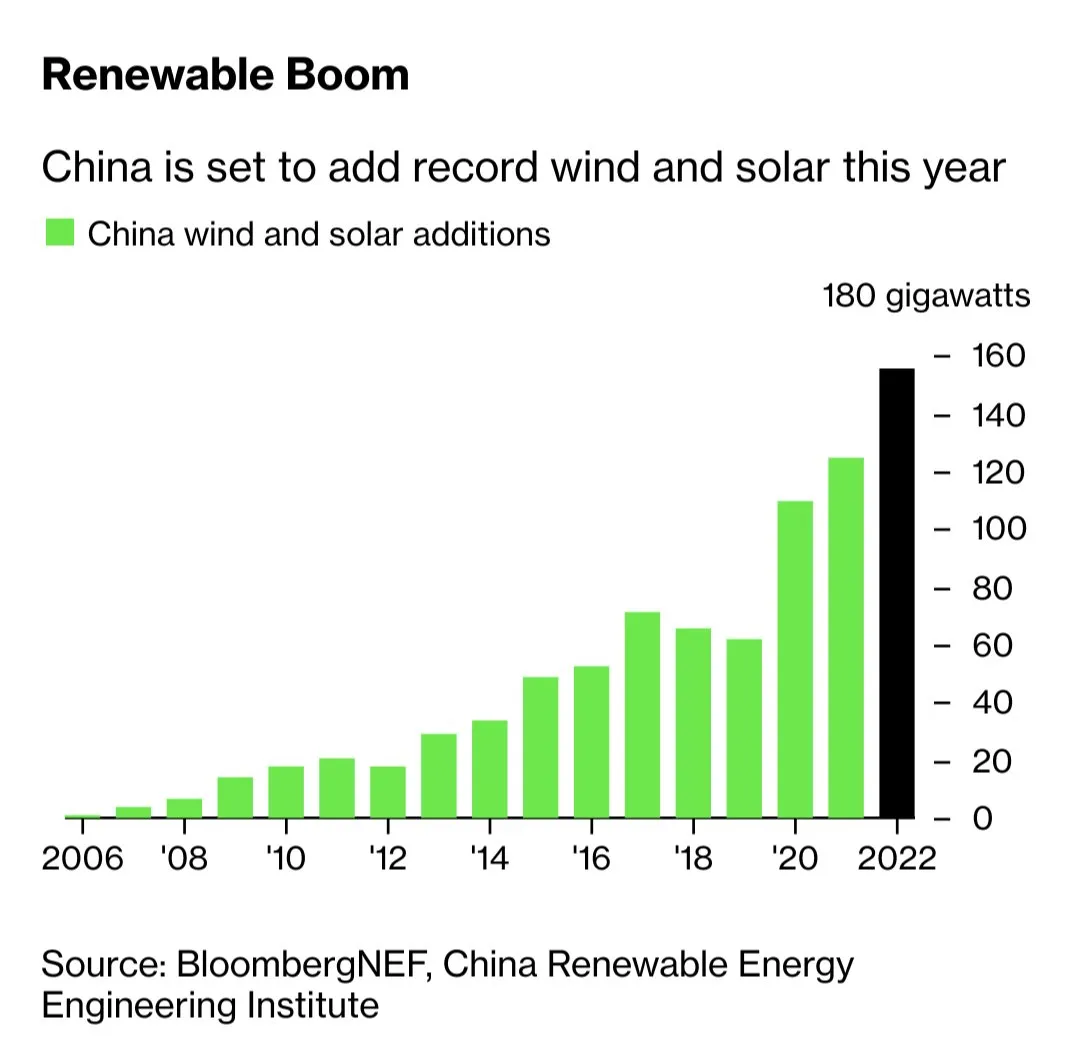 Renewable Boom
China is set to add record wind and solar this year
China wind and solar additions
180 gigawatts
160
140
120
100
80
60
40
20
0
2006 '08 '10 '12 '14 '16 '18 '20 2022
Source: BloombergNEF, China Renewable Energy
Engineering Institute